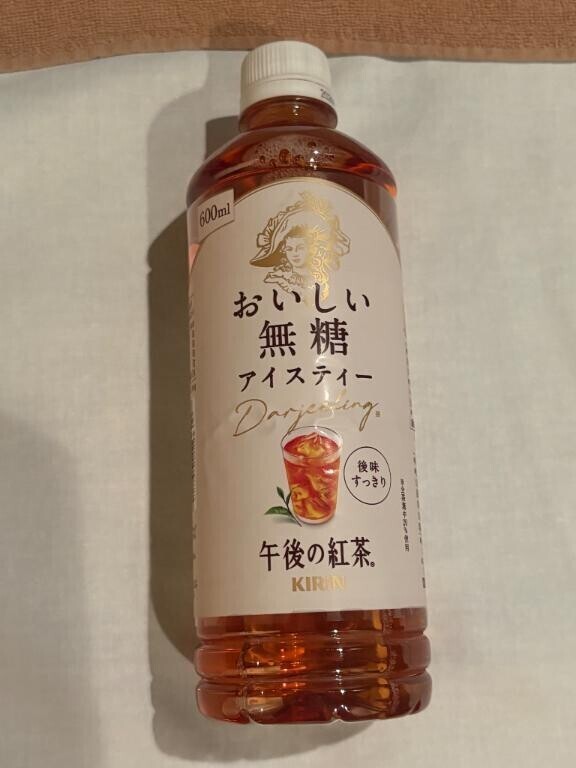 600ml
おいしい
無糖
アイスティー
Darjeeling※
後味
すっきり
午後の紅茶®
KIRIN